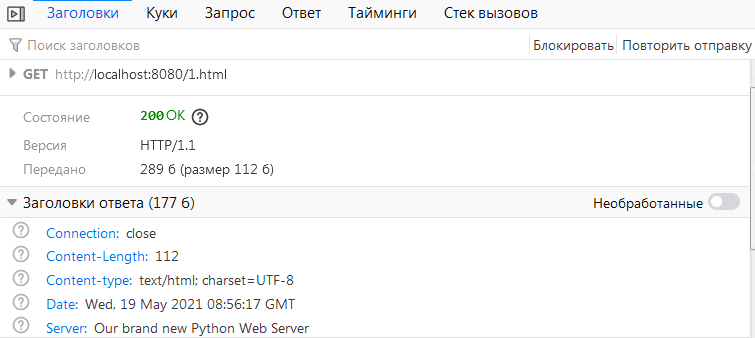 Заголовки Куки Запрос Ответ Тайминги Стек вызовов
Поиск заголовков Блокировать Повторить отправку
GET http://localhost:8080/1.html
Состояние 200 OK ?
Версия HTTP/1.1
Передано 289 б (размер 112 б)
Заголовки ответа (177 б) Необработанные
? Connection: close
? Content-Length: 112
? Content-type: text/html; charset=UTF-8
? Date: Wed, 19 May 2021 08:56:17 GMT
? Server: Our brand new Python Web Server